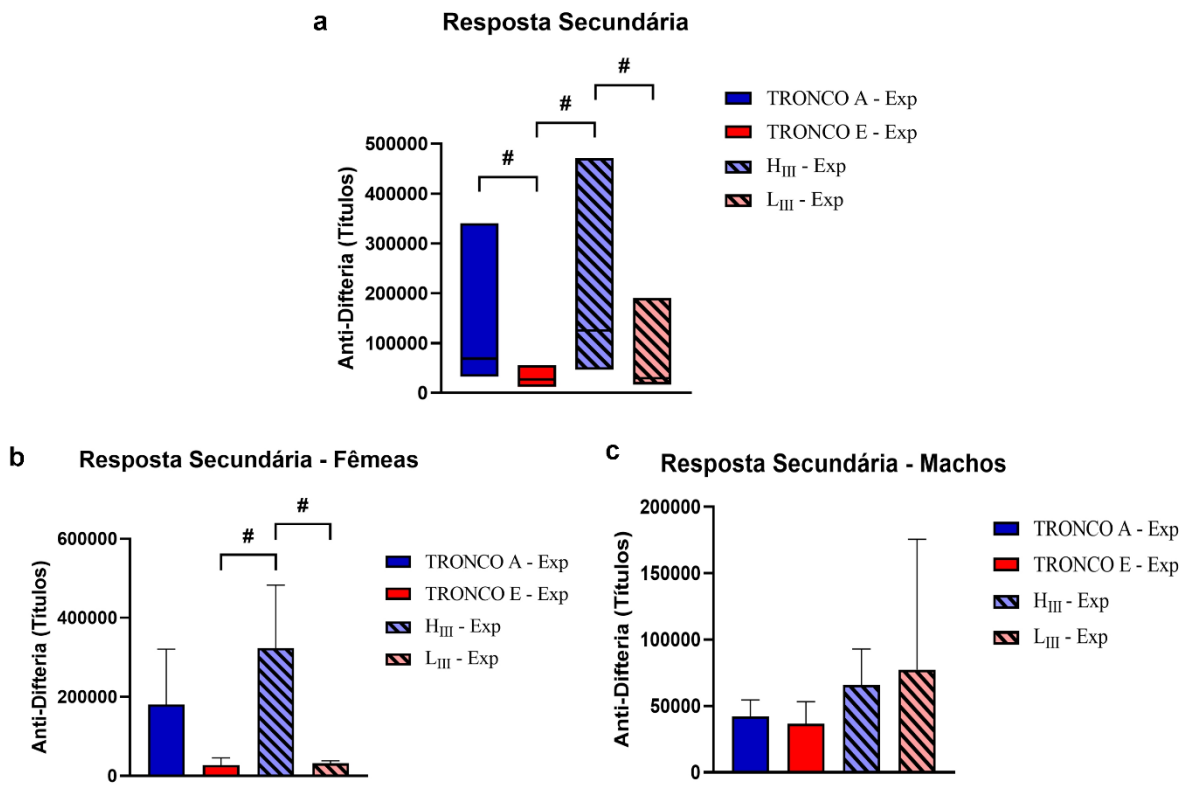 a
Resposta Secundária
#
#
#
Anti-Difteria (Títulos)
500000
400000
300000
200000
100000
0
TRONCO A - Exp
TRONCO E - Exp
HIII - Exp
LIII - Exp
b
Resposta Secundária - Fêmeas
#
#
Anti-Difteria (Títulos)
600000
400000
200000
0
TRONCO A - Exp
TRONCO E - Exp
HIII - Exp
LIII - Exp
c
Resposta Secundária - Machos
Anti-Difteria (Títulos)
200000
150000
100000
50000
0
TRONCO A - Exp
TRONCO E - Exp
HIII - Exp
LIII - Exp